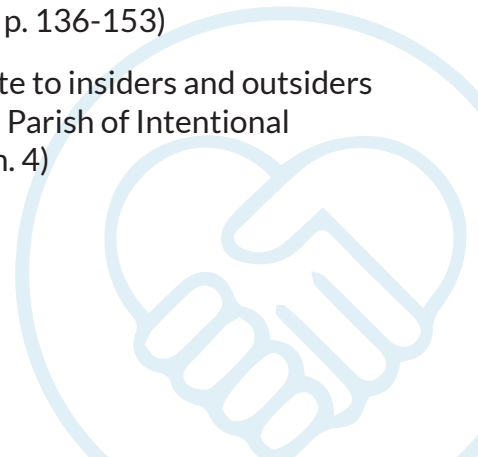 p. 136-153)
te to insiders and outsiders
Parish of Intentional
. 4)